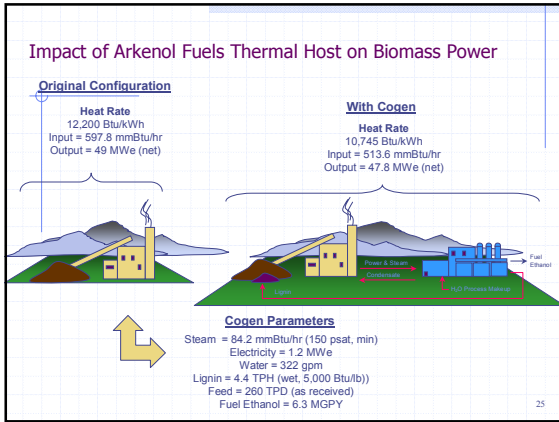 Impact of Arkenol Fuels Thermal Host on Biomass Power
Original Configuration
Heat Rate
12,200 Btu/kWh
Input = 597.8 mmBtu/hr
Output = 49 MWe (net)
With Cogen
Heat Rate
10,745 Btu/kWh
Input = 513.6 mmBtu/hr
Output = 47.8 MWe (net)
Power & Steam
Condensate
Fuel
Ethanol
Lignin
H2O Process Makeup
Cogen Parameters
Steam = 84.2 mmBtu/hr (150 psat, min)
Electricity = 1.2 MWe
Water = 322 gpm
Lignin = 4.4 TPH (wet, 5,000 Btu/lb))
Feed = 260 TPD (as received)
Fuel Ethanol = 6.3 MGPY
25